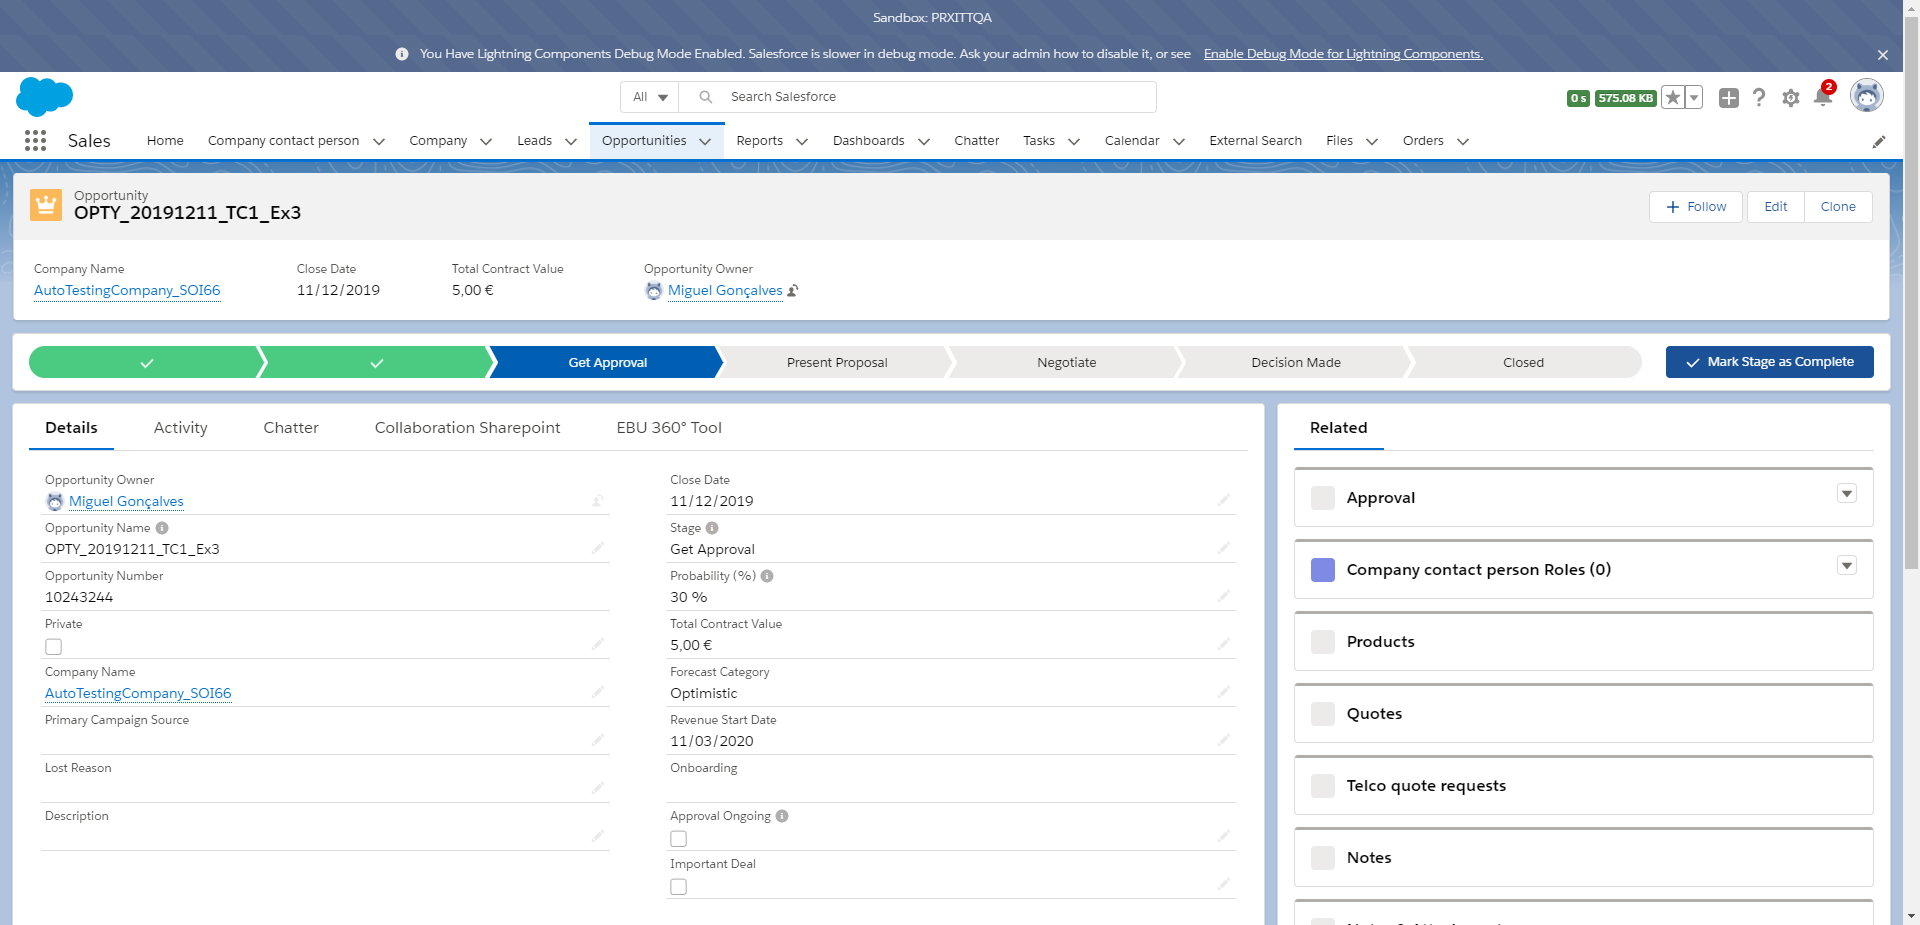 Sandbox: PRXITTQA
You Have Lightning Components Debug Mode Enabled. Salesforce is slower in debug mode. Ask your admin how to disable it, or see Enable Debug Mode for Lightning Components.
All
Search Salesforce
0 s
575.08 KB
2
Sales
Home
Company contact person
Company
Leads
Opportunities
Reports
Dashboards
Chatter
Tasks
Calendar
External Search
Files
Orders
Opportunity
OPTY_20191211_TC1_Ex3
Follow
Edit
Clone
Company Name
AutoTestingCompany_SOI66
Close Date
11/12/2019
Total Contract Value
5,00 €
Opportunity Owner
Miguel Gonçalves
Get Approval
Present Proposal
Negotiate
Decision Made
Closed
Mark Stage as Complete
Details
Activity
Chatter
Collaboration Sharepoint
EBU 360° Tool
Opportunity Owner
Miguel Gonçalves
Opportunity Name
OPTY_20191211_TC1_Ex3
Opportunity Number
10243244
Private
Company Name
AutoTestingCompany_SOI66
Primary Campaign Source
Lost Reason
Description
Close Date
11/12/2019
Stage
Get Approval
Probability (%)
30 %
Total Contract Value
5,00 €
Forecast Category
Optimistic
Revenue Start Date
11/03/2020
Onboarding
Approval Ongoing
Important Deal
Related
Approval
Company contact person Roles (0)
Products
Quotes
Telco quote requests
Notes